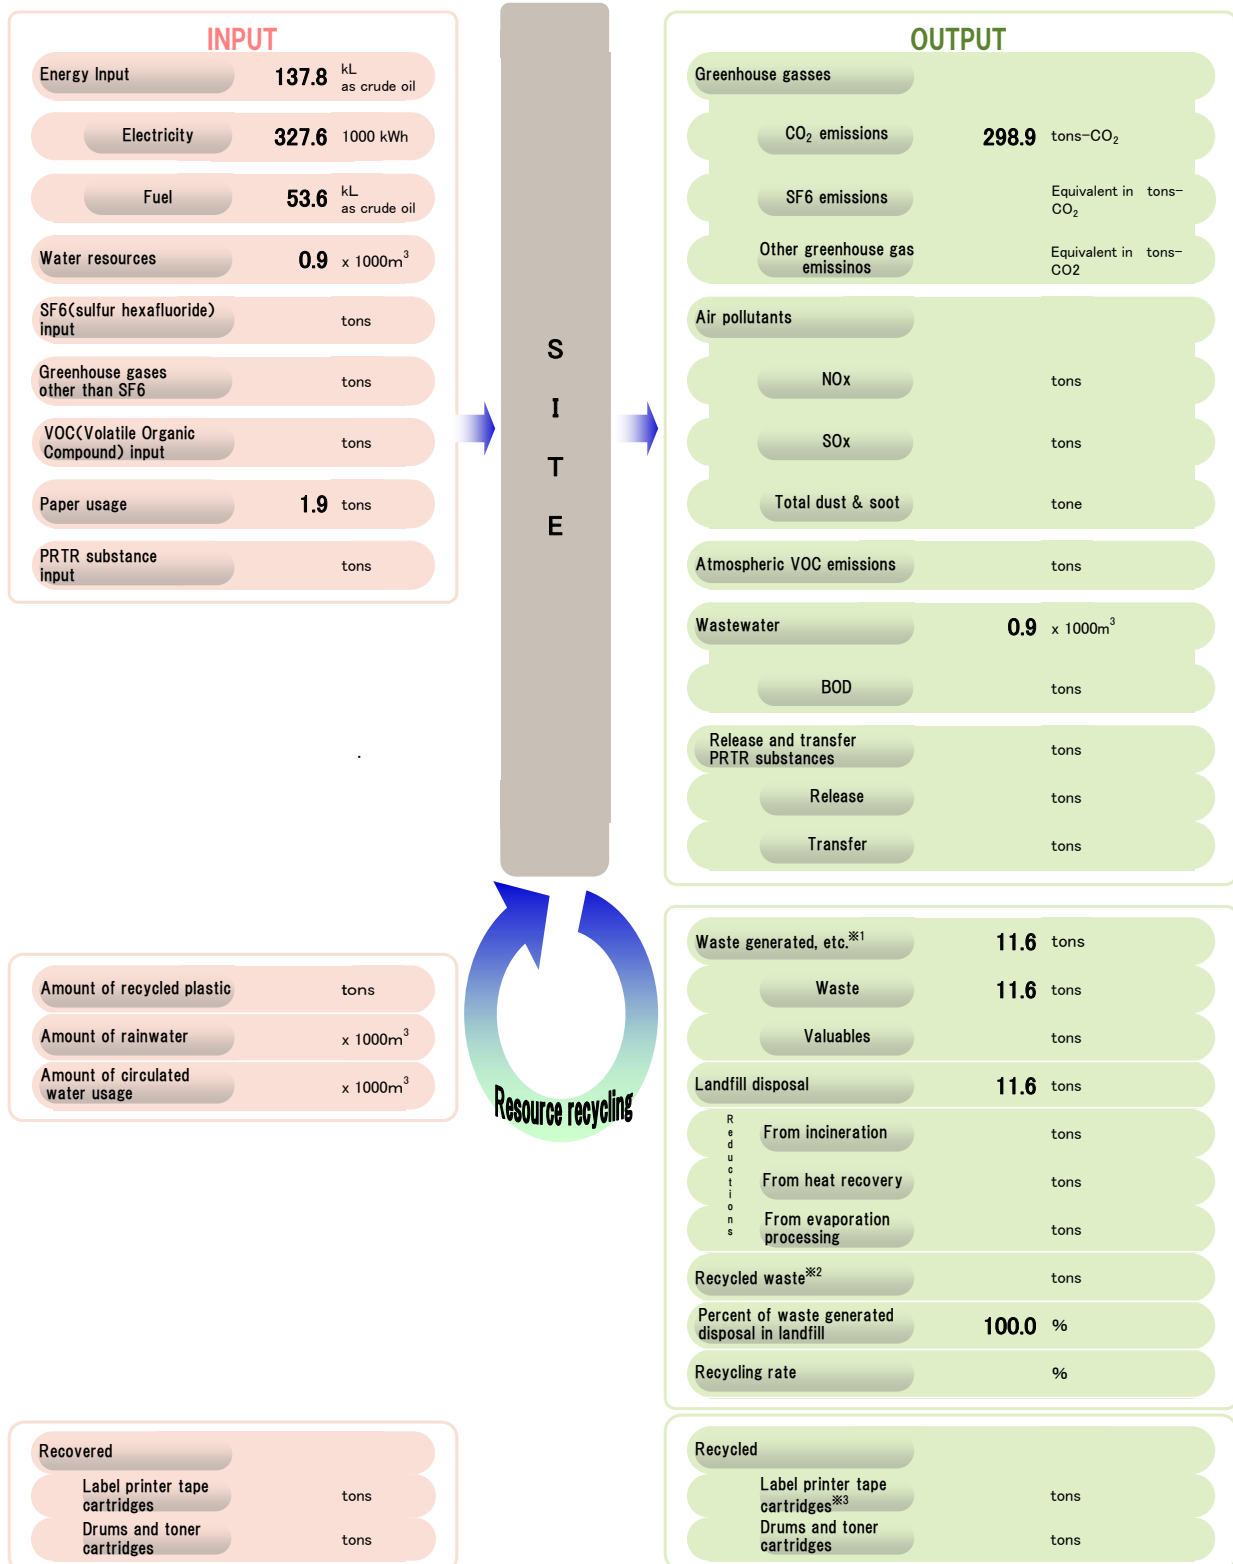 INPUT
Energy Input 137.8 kL
as crude oil
Electricity 327.6 1000 kWh
Fuel 53.6 kL
as crude oil
Water resources 0.9 x 1000m³
SF6(sulfur hexafluoride)
input tons
Greenhouse gases
other than SF6 tons
VOC(Volatile Organic
Compound) input tons
Paper usage 1.9 tons
PRTR substance
input tons
S
I
T
E
OUTPUT
Greenhouse gasses
CO₂ emissions 298.9 tons-CO₂
SF6 emissions Equivalent in tons-
CO₂
Other greenhouse gas
emissinos Equivalent in tons-
CO2
Air pollutants
NOx tons
SOx tons
Total dust & soot tone
Atmospheric VOC emissions tons
Wastewater 0.9 x 1000m³
BOD tons
Release and transfer
PRTR substances tons
Release tons
Transfer tons
Amount of recycled plastic tons
Amount of rainwater x 1000m³
Amount of circulated
water usage x 1000m³
Resource recycling
Waste generated, etc.※1 11.6 tons
Waste 11.6 tons
Valuables tons
Landfill disposal 11.6 tons
Reductions
From incineration tons
From heat recovery tons
From evaporation
processing tons
Recycled waste※2 tons
Percent of waste generated
disposal in landfill 100.0 %
Recycling rate %
Recovered
Label printer tape
cartridges tons
Drums and toner
cartridges tons
Recycled
Label printer tape
cartridges※3 tons
Drums and toner
cartridges tons